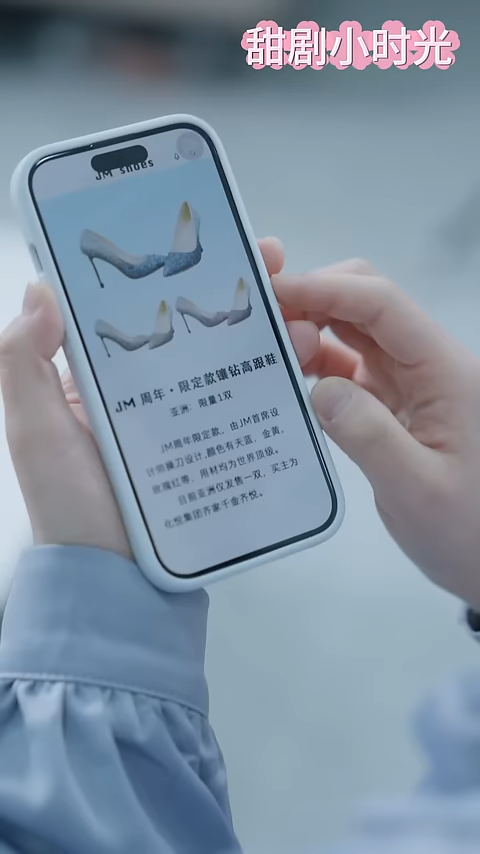 甜剧小时光
JM shoes
JM 周年·限定款镶钻高跟鞋
亚洲：限量1双
JM周年限定款，由JM首席设
计师廉刀设计，颜色有天蓝，金黄，
玫瑰红等，用材均为世界顶级。
目前亚洲仅发售一双，买主为
化悦集团齐家千金齐悦。